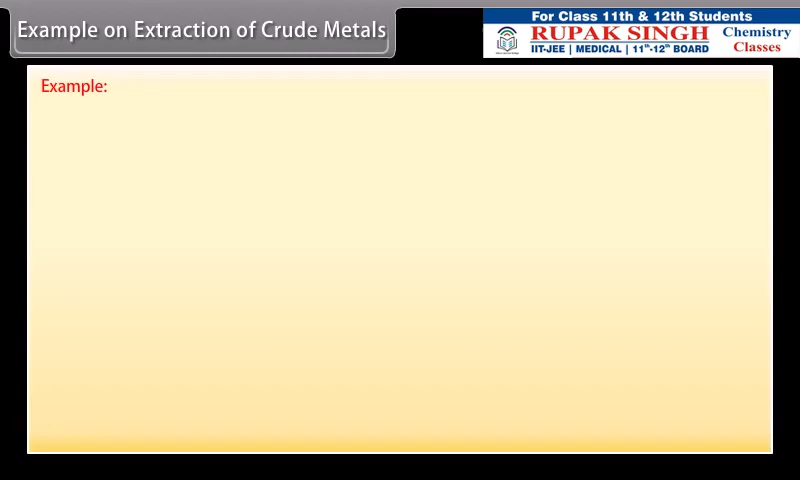 Example on Extraction of Crude Metals
For Class 11th & 12th Students
RUPAK SINGH
IIT-JEE | MEDICAL | 11th-12th BOARD
Chemistry
Classes
Example: